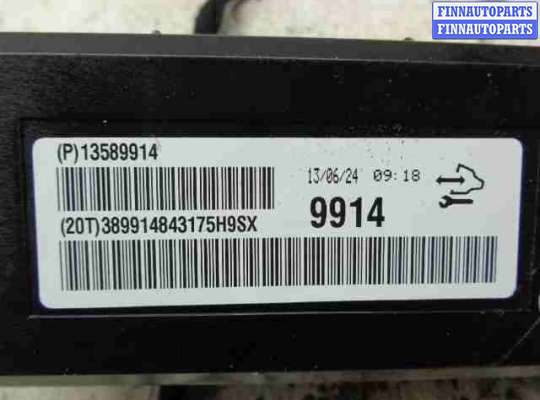 FINNAUTOPARTS
FINNAUTOPARTS
(P)13589914
13/06/24 09:18
9914
(20T)389914843175H9SX